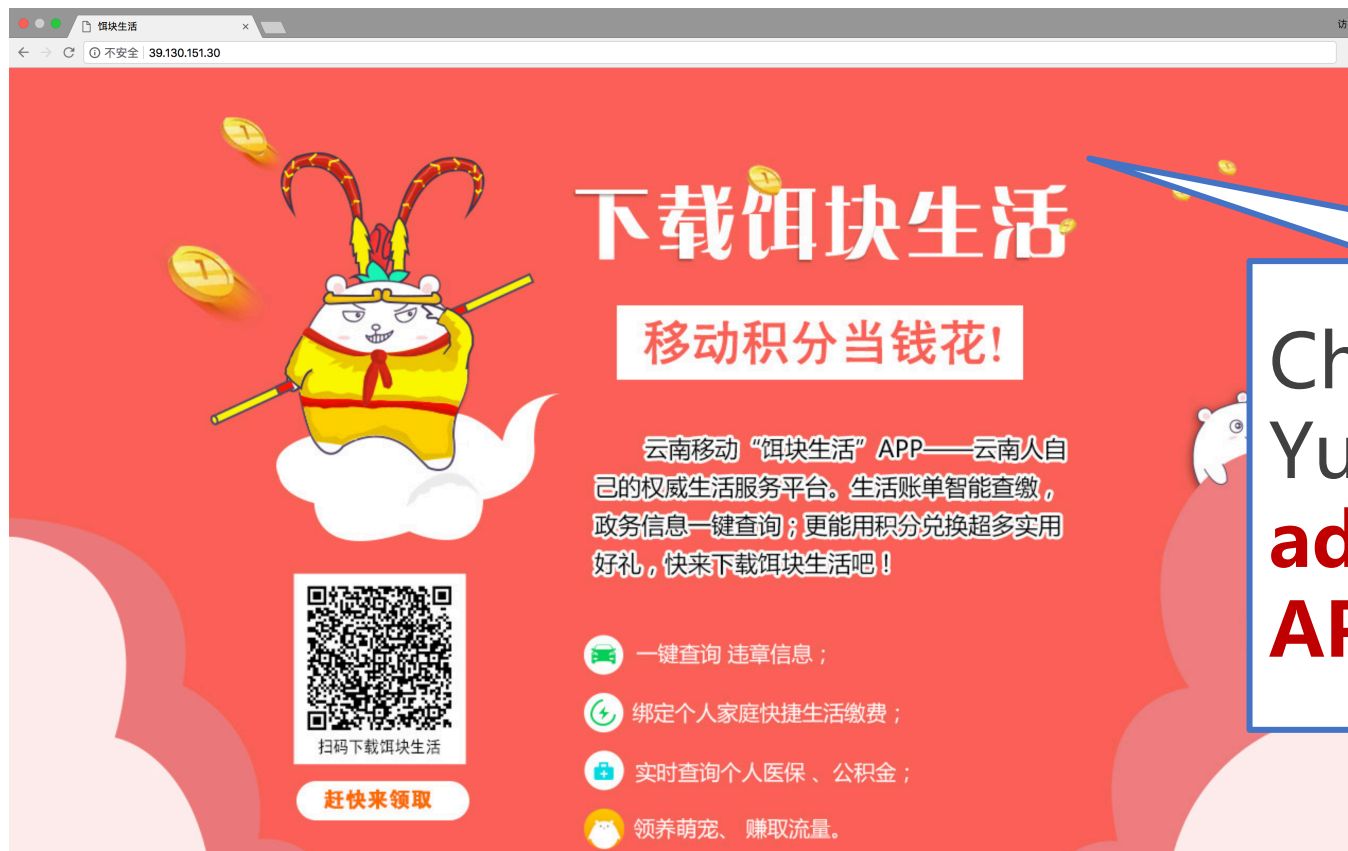 饵块生活
访
不安全
39.130.151.30
下载饵块生活
移动积分当钱花!
云南移动“饵块生活”APP——云南人自
己的权威生活服务平台。生活账单智能查缴，
政务信息一键查询；更能用积分兑换超多实用
好礼，快来下载饵块生活吧！
扫码下载饵块生活
赶快来领取
一键查询 违章信息；
绑定个人家庭快捷生活缴费；
实时查询个人医保 、公积金；
领养萌宠、 赚取流量。
Ch
Yu
ad